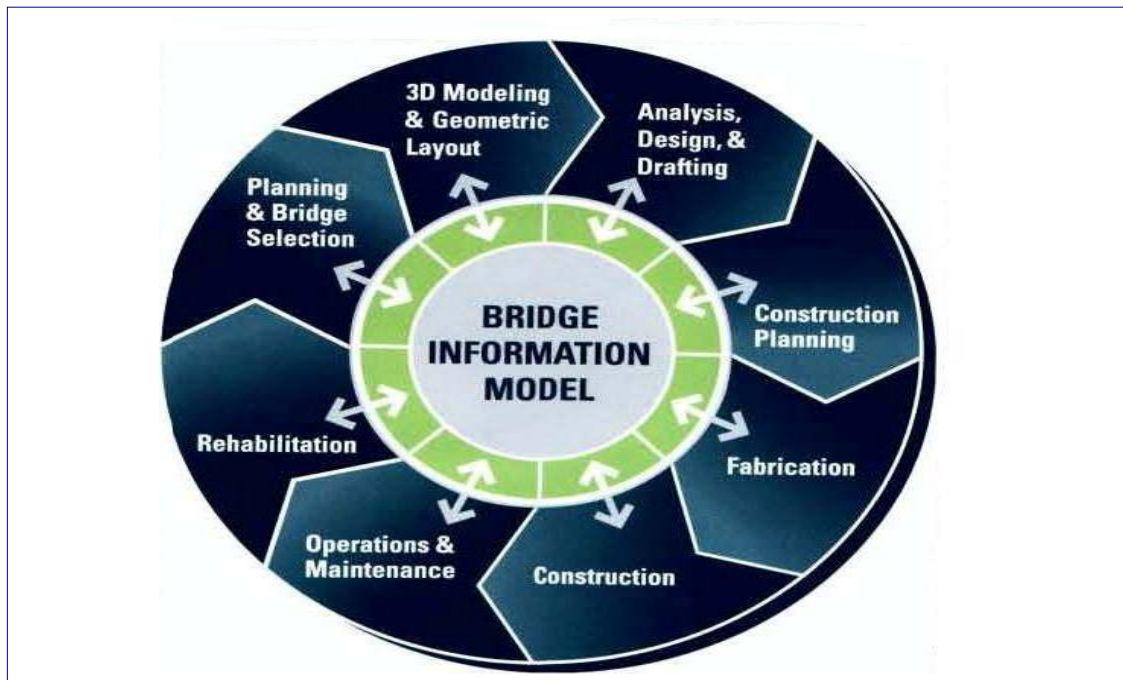 3D Modeling
& Geometric
Layout
Analysis,
Design, &
Drafting
Planning
& Bridge
Selection
BRIDGE
INFORMATION
MODEL
Construction
Planning
Rehabilitation
Fabrication
Operations &
Maintenance
Construction